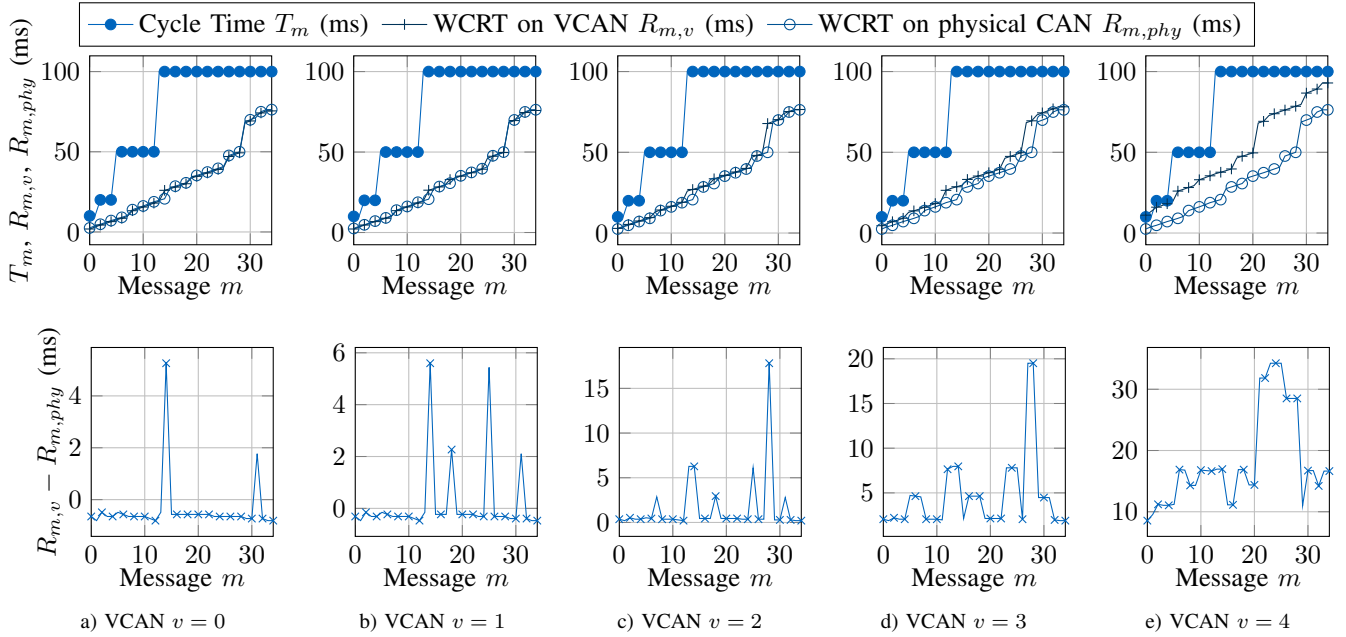 Cycle Time T_m (ms) WCRT on VCAN R_{m,v} (ms) WCRT on physical CAN R_{m,phy} (ms)
T_m, R_{m,v}, R_{m,phy} (ms)
100
50
0
0 10 20 30
Message m
100
50
0
0 10 20 30
Message m
100
50
0
0 10 20 30
Message m
100
50
0
0 10 20 30
Message m
100
50
0
0 10 20 30
Message m
R_{m,v} − R_{m,phy} (ms)
4
2
0
0 10 20 30
Message m
6
4
2
0
0 10 20 30
Message m
15
10
5
0
0 10 20 30
Message m
20
15
10
5
0 10 20 30
Message m
30
20
10
0 10 20 30
Message m
a) VCAN v = 0
b) VCAN v = 1
c) VCAN v = 2
d) VCAN v = 3
e) VCAN v = 4